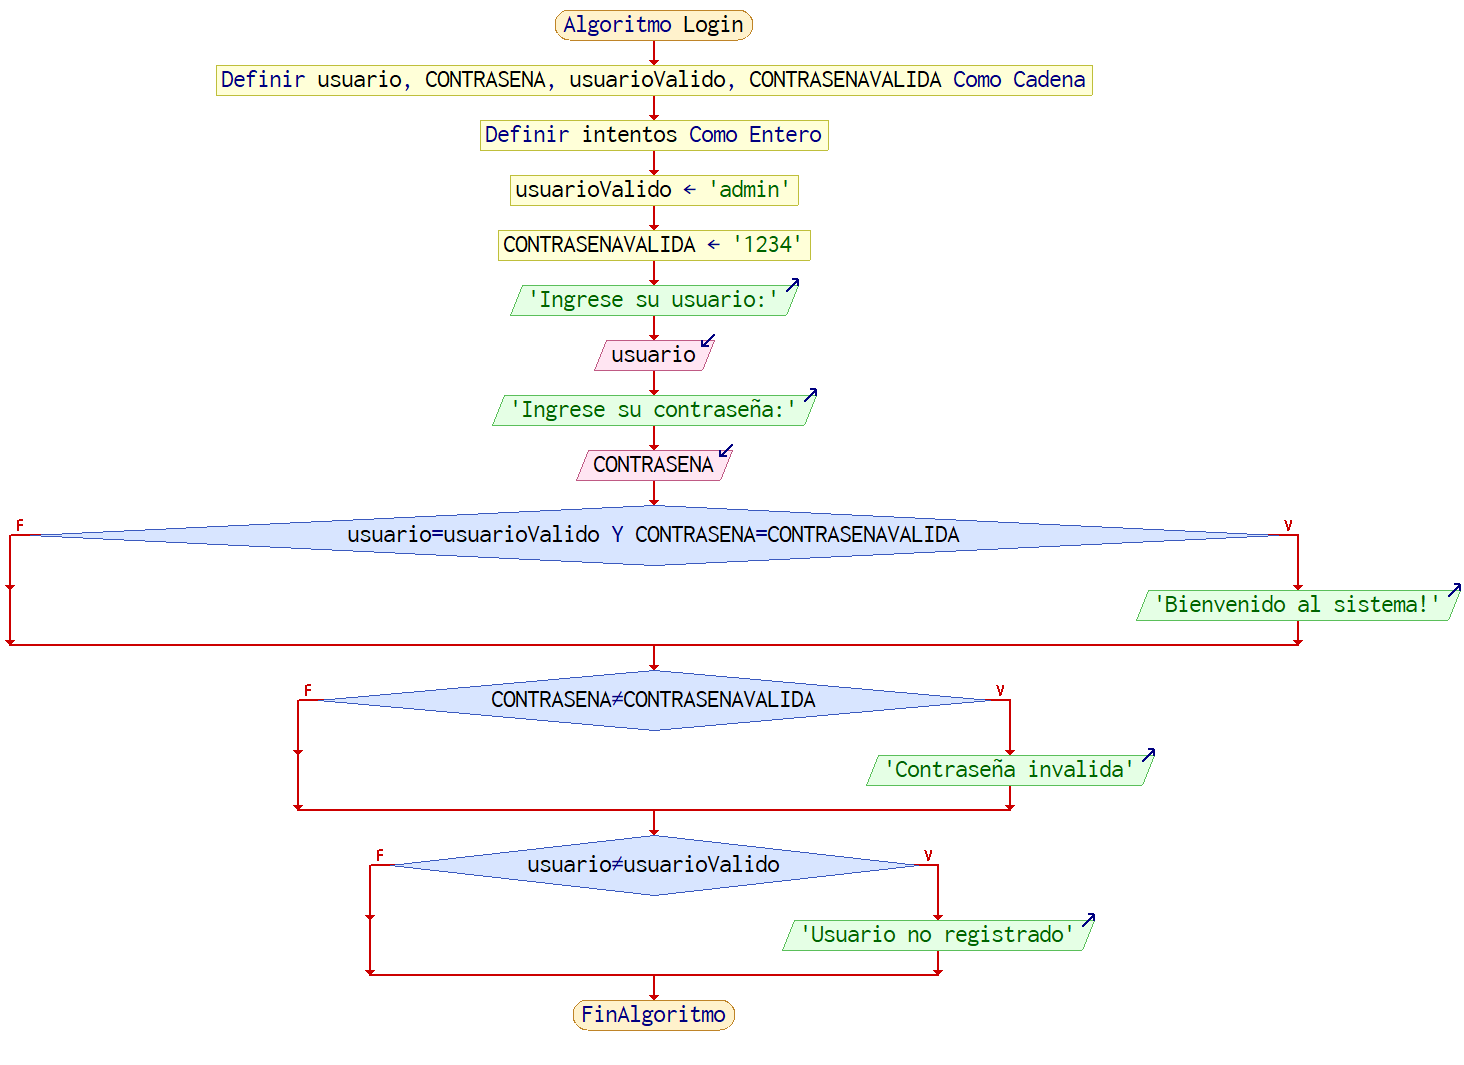 Algoritmo Login
Definir usuario, CONTRASENA, usuarioValido, CONTRASENAVALIDA Como Cadena
Definir intentos Como Entero
usuarioValido ← 'admin'
CONTRASENAVALIDA ← '1234'
'Ingrese su usuario:'
usuario
'Ingrese su contraseña:'
CONTRASENA
F
V
usuario=usuarioValido Y CONTRASENA=CONTRASENAVALIDA
'Bienvenido al sistema!'
F
V
CONTRASENA≠CONTRASENAVALIDA
'Contraseña invalida'
F
V
usuario≠usuarioValido
'Usuario no registrado'
FinAlgoritmo